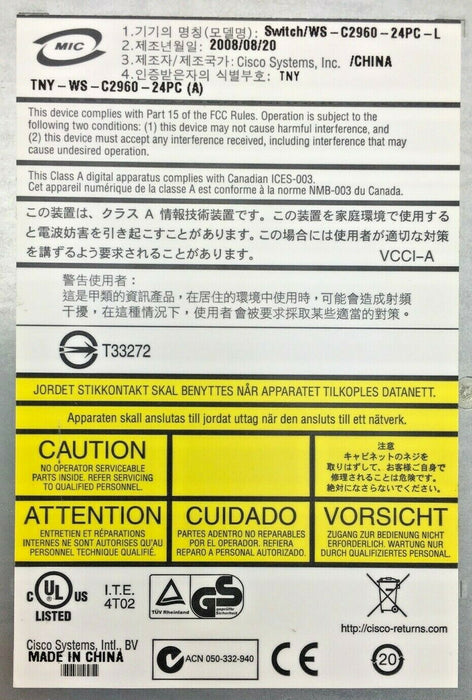 MIC
1.기기의 명칭(모델명): Switch/WS-C2960-24PC-L
2.제조년월일: 2008/08/20
3.제조자/제조국가: Cisco Systems, Inc. /CHINA
4.인증받은자의 식별부호: TNY
TNY-WS-C2960-24PC (A)
This device complies with Part 15 of the FCC Rules. Operation is subject to the
following two conditions: (1) this device may not cause harmful interference, and
(2) this device must accept any interference received, including interference that may
cause undesired operation.
This Class A digital apparatus complies with Canadian ICES-003.
Cet appareil numérique de la classe A est conforme à la norme NMB-003 du Canada.
この装置は、クラス A 情報技術装置です。この装置を家庭環境で使用する
と電波妨害を引き起こすことがあります。この場合には使用者が適切な対策
を講ずるよう要求されることがあります。 VCCI-A
警告使用者:
這是甲類的資訊產品，在居住的環境中使用時，可能會造成射頻
干擾，在這種情況下，使用者會被要求採取某些適當的對策。
T33272
JORDET STIKKONTAKT SKAL BENYTTES NÅR APPARATET TILKOPLES DATANETT.
Apparaten skall anslutas till jordat uttag när den ansluts till ett nätverk.
CAUTION
NO OPERATOR SERVICEABLE
PARTS INSIDE. REFER SERVICING
TO QUALIFIED PERSONNEL.
注意
キャビネットのネジを
取りはずして、お客様ご自身で
修理されることは危険です。
絶対になさらないでください。
ATTENTION
ENTRETIEN ET RÉPARATIONS
INTERNES NE SONT AUTORISÉS QU'AU
PERSONNEL TECHNIQUE QUALIFIÉ.
CUIDADO
PARTES ADENTRO NO REPARABLES
POR EL OPERADOR. REFIERA
REPARO A PERSONAL AUTORIZADO.
VORSICHT
ZUGANG ZUR BEDIENUNG NICHT
ERFORDERLICH. WARTUNG NUR
DURCH QUALIFIZIERTES PERSONAL.
C UL US
LISTED
I.T.E.
4T02
TÜV Rheinland
GS
geprüfte
Sicherheit
http://cisco-returns.com
Cisco Systems, Intl., BV
MADE IN CHINA
ACN 050-332-940
CE
20